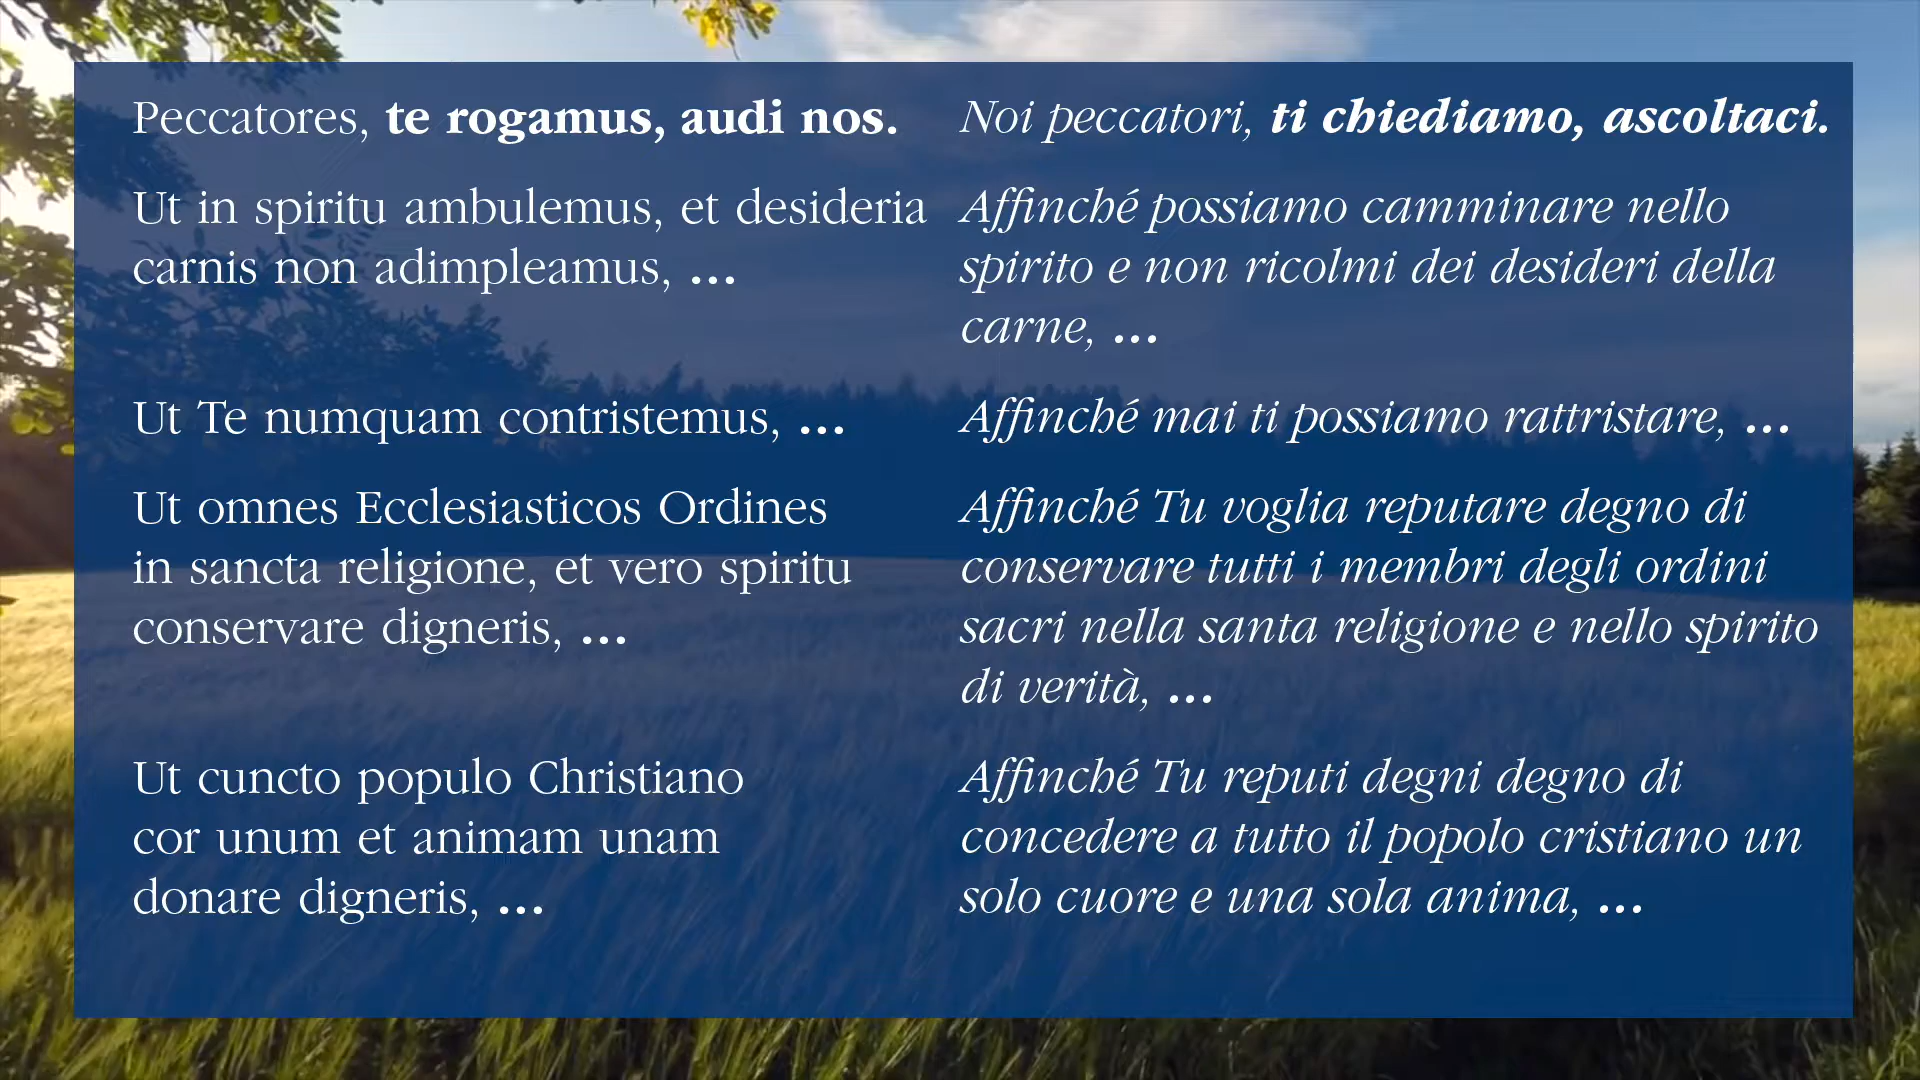 Peccatores, te rogamus, audi nos.
Ut in spiritu ambulemus, et desideria
carnis non adimpleamus, ...
Ut Te numquam contristemus, ...
Ut omnes Ecclesiasticos Ordines
in sancta religione, et vero spiritu
conservare digneris, ...
Ut cuncto populo Christiano
cor unum et animam unam
donare digneris, ...
Noi peccatori, ti chiediamo, ascoltaci.
Affinché possiamo camminare nello
spirito e non ricolmi dei desideri della
carne, ...
Affinché mai ti possiamo rattristare, ...
Affinché Tu voglia reputare degno di
conservare tutti i membri degli ordini
sacri nella santa religione e nello spirito
di verità, ...
Affinché Tu reputi degni degno di
concedere a tutto il popolo cristiano un
solo cuore e una sola anima, ...